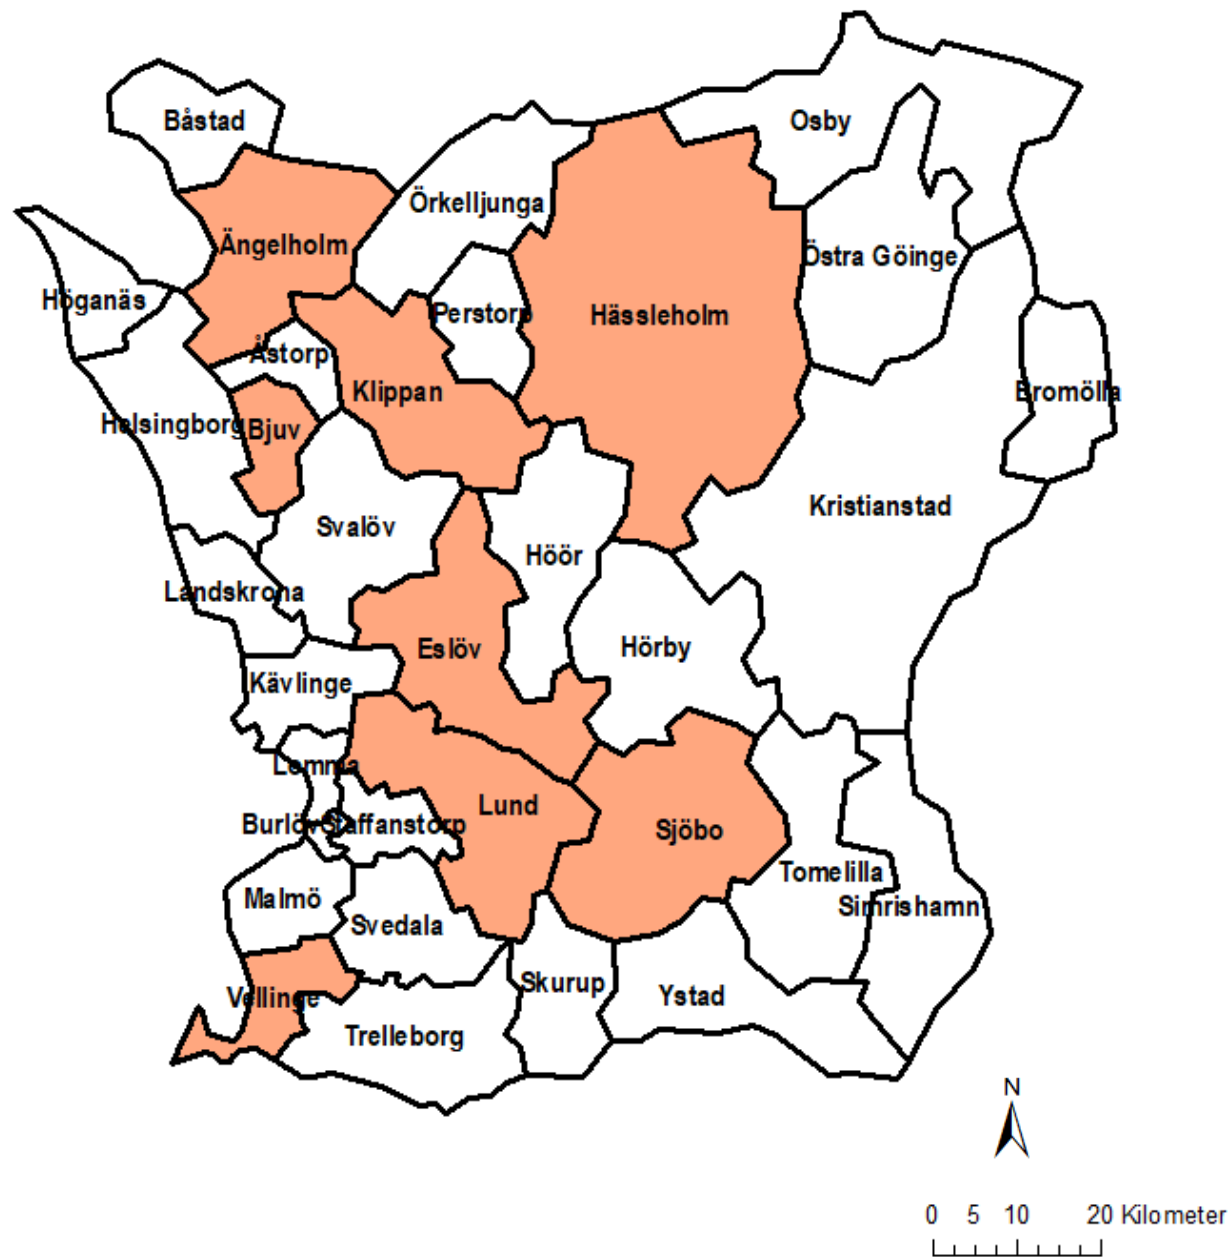 Båstad
Osby
Örkelljunga
Ängelholm
Östra Göinge
Höganäs
Perstorp
Hässleholm
Åstorp
Klippan
Bromölla
Helsingborg
Bjuv
Kristianstad
Svalöv
Höör
Landskrona
Eslöv
Hörby
Kävlinge
Lomma
Lund
Burlöv
Staffanstorp
Sjöbo
Tomelilla
Malmö
Simrishamn
Svedala
Skurup
Ystad
Vellinge
Trelleborg
N
0 5 10 20 Kilometer